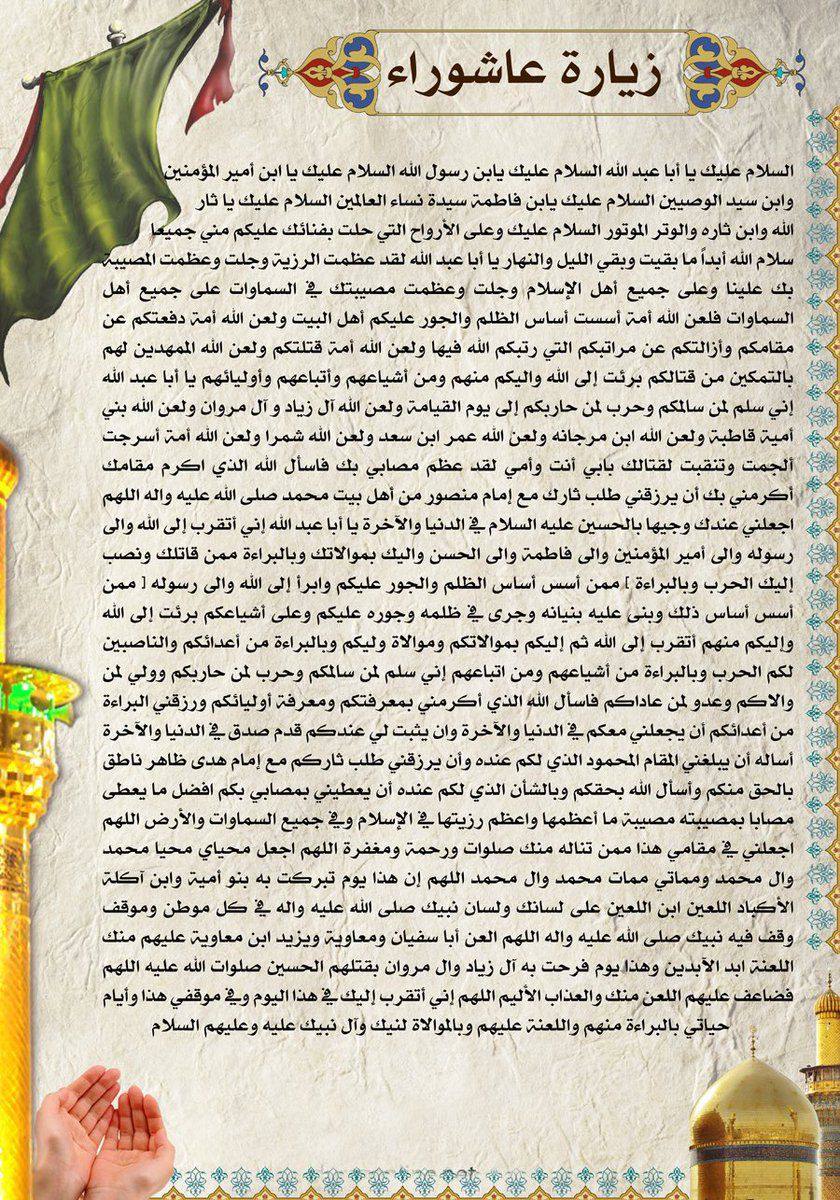 زيارة عاشوراء
السلام عليك يا أبا عبد الله السلام عليك يابن رسول الله السلام عليك يا ابن أمير المؤمنين
وابن سيد الوصيين السلام عليك يابن فاطمة سيدة نساء العالمين السلام عليك يا ثار
الله وابن ثاره والوتر الموتور السلام عليك وعلى الأرواح التي حلت بفنائك عليكم مني جميعا
سلام الله أبداً ما بقيت وبقي الليل والنهار يا أبا عبد الله لقد عظمت الرزية وجلت وعظمت المصيبة
بك علينا وعلى جميع أهل الإسلام وجلت وعظمت مصيبتك في السماوات على جميع أهل
السماوات فلعن الله أمة أسست أساس الظلم والجور عليكم أهل البيت ولعن الله أمة دفعتكم عن
مقامكم وأزالتكم عن مراتبكم التي رتبكم الله فيها ولعن الله أمة قتلتكم ولعن الله الممهدين لهم
بالتمكين من قتالكم برئت إلى الله واليكم منهم ومن أشياعهم وأتباعهم وأوليائهم يا أبا عبد الله
إني سلم لمن سالمكم وحرب لمن حاربكم إلى يوم القيامة ولعن الله آل زياد و آل مروان ولعن الله بني
أمية قاطبة ولعن الله ابن مرجانه ولعن الله عمر ابن سعد ولعن الله شمرا ولعن الله أمة أسرجت
ألجمت وتنقبت لقتالك بابي أنت وأمي لقد عظم مصابي بك فاسأل الله الذي اكرم مقامك
أكرمني بك أن يرزقني طلب ثارك مع إمام منصور من أهل بيت محمد صلى الله عليه واله اللهم
اجعلني عندك وجيها بالحسين عليه السلام في الدنيا والآخرة يا أبا عبد الله إني أتقرب إلى الله والى
رسوله والى أمير المؤمنين والى فاطمة والى الحسن واليك بموالاتك وبالبراءة ممن قاتلك ونصب
إليك الحرب وبالبراءة ] ممن أسس أساس الظلم والجور عليكم وابرأ إلى الله والى رسوله [ ممن
أسس أساس ذلك وبنى عليه بنيانه وجرى في ظلمه وجوره عليكم وعلى أشياعكم برئت إلى الله
وإليكم منهم أتقرب إلى الله ثم إليكم بموالاتكم وموالاة وليكم وبالبراءة من أعدائكم والناصبين
لكم الحرب وبالبراءة من أشياعهم ومن اتباعهم إني سلم لمن سالمكم وحرب لمن حاربكم وولي لمن
والاكم وعدو لمن عاداكم فاسأل الله الذي أكرمني بمعرفتكم ومعرفة أوليائكم ورزقني البراءة
من أعدائكم أن يجعلني معكم في الدنيا والآخرة وان يثبت لي عندكم قدم صدق في الدنيا والآخرة
أساله أن يبلغني المقام المحمود الذي لكم عنده وأن يرزقني طلب ثاركم مع إمام هدى ظاهر ناطق
بالحق منكم وأسأل الله بحقكم وبالشأن الذي لكم عنده أن يعطيني بمصابي بكم افضل ما يعطى
مصابا بمصيبته مصيبة ما أعظمها واعظم رزيتها في الإسلام وفي جميع السماوات والأرض اللهم
اجعلني في مقامي هذا ممن تناله منك صلوات ورحمة ومغفرة اللهم اجعل محياي محيا محمد
وال محمد ومماتي ممات محمد وال محمد اللهم إن هذا يوم تبركت به بنو أمية وابن آكلة
الأكباد اللعين ابن اللعين على لسانك ولسان نبيك صلى الله عليه واله في كل موطن وموقف
وقف فيه نبيك صلى الله عليه واله اللهم العن أبا سفيان ومعاوية ويزيد ابن معاوية عليهم منك
اللعنة ابد الآبدين وهذا يوم فرحت به آل زياد وال مروان بقتلهم الحسين صلوات الله عليه اللهم
فضاعف عليهم اللعن منك والعذاب الأليم اللهم إني أتقرب إليك في هذا اليوم وفي موقفي هذا وأيام
حياتي بالبراءة منهم واللعنة عليهم وبالموالاة لنيك وآل نبيك عليه وعليهم السلام